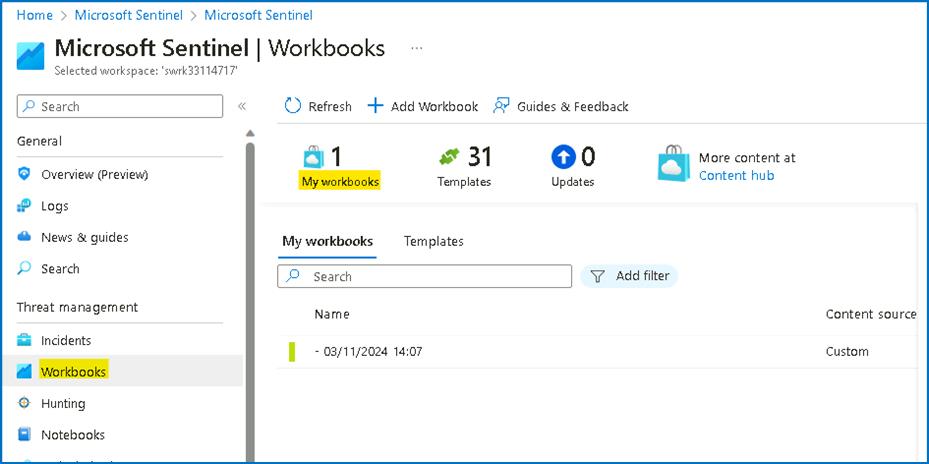 Home > Microsoft Sentinel > Microsoft Sentinel
Microsoft Sentinel | Workbooks ...
Selected workspace: 'swrk33114717'
Search «
General
Overview (Preview)
Logs
News & guides
Search
Threat management
Incidents
Workbooks
Hunting
Notebooks
Refresh + Add Workbook Guides & Feedback
1 My workbooks
31 Templates
0 Updates
More content at
Content hub
My workbooks Templates
Search Add filter
Name Content source
- 03/11/2024 14:07 Custom